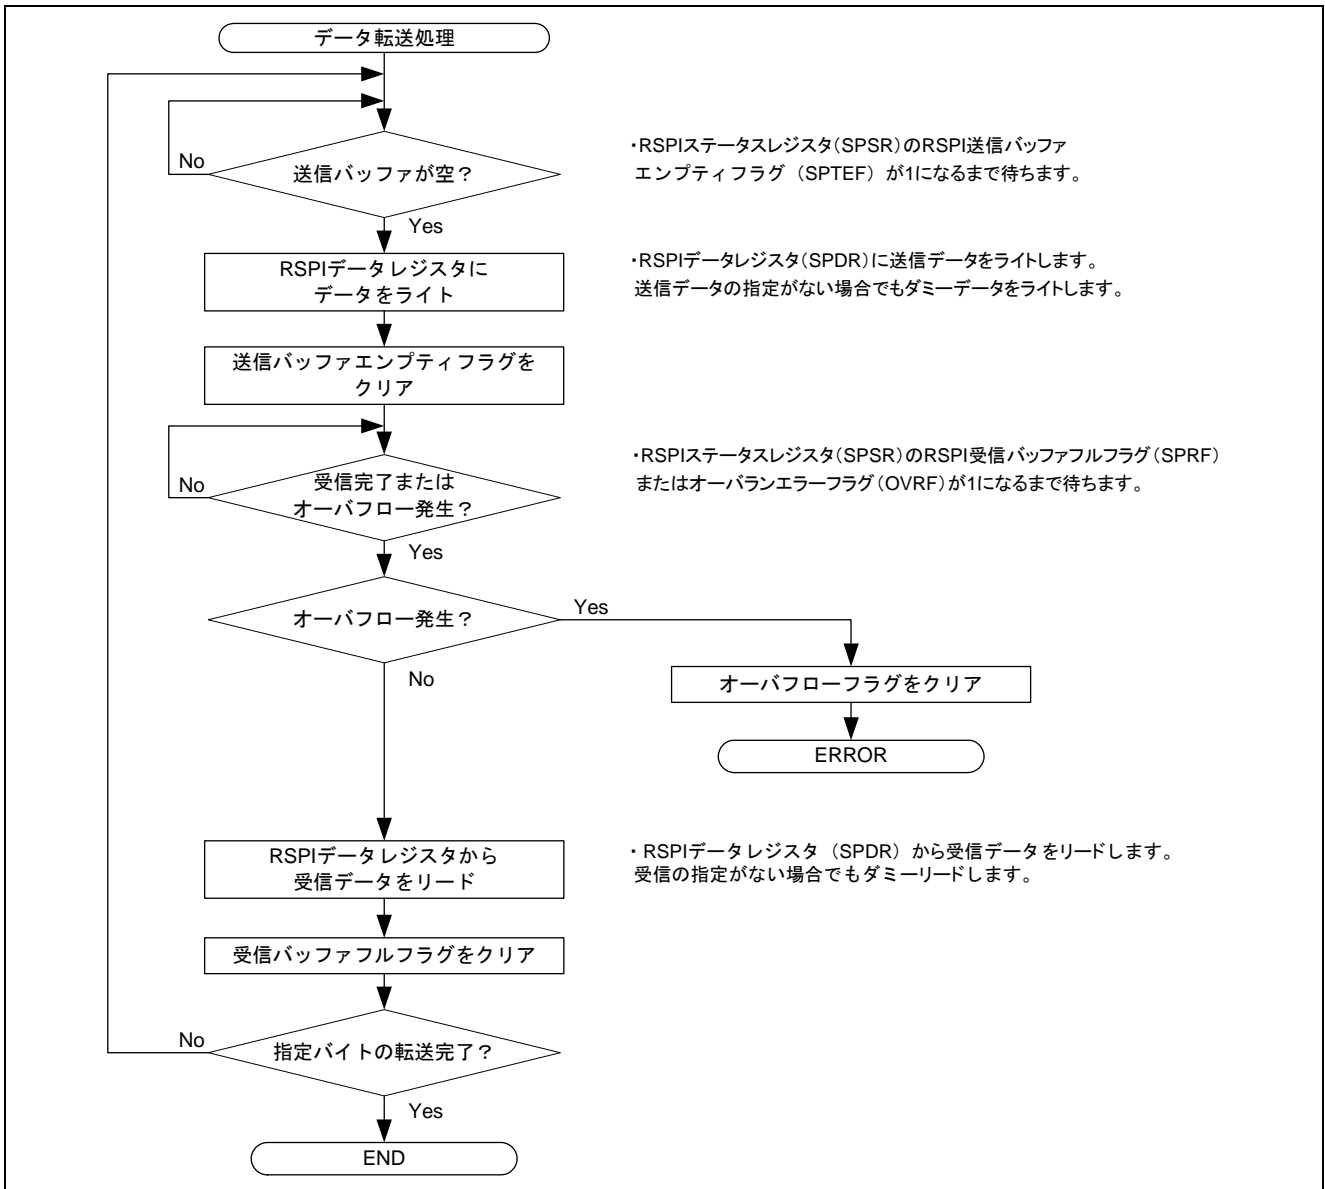 データ転送処理
No
送信バッファが空？
・RSPIステータスレジスタ（SPSR）のRSPI送信バッファ
エンプティフラグ（SPTEF）が1になるまで待ちます。
Yes
RSPIデータレジスタに
データをライト
・RSPIデータレジスタ（SPDR）に送信データをライトします。
送信データの指定がない場合でもダミーデータをライトします。
送信バッファエンプティフラグを
クリア
No
受信完了または
オーバフロー発生？
・RSPIステータスレジスタ（SPSR）のRSPI受信バッファフルフラグ（SPRF）
またはオーバランエラーフラグ（OVRF）が1になるまで待ちます。
Yes
オーバフロー発生？
Yes
No
オーバフローフラグをクリア
ERROR
RSPIデータレジスタから
受信データをリード
・ RSPIデータレジスタ（SPDR）から受信データをリードします。
受信の指定がない場合でもダミーリードします。
受信バッファフルフラグをクリア
No
指定バイトの転送完了？
Yes
END